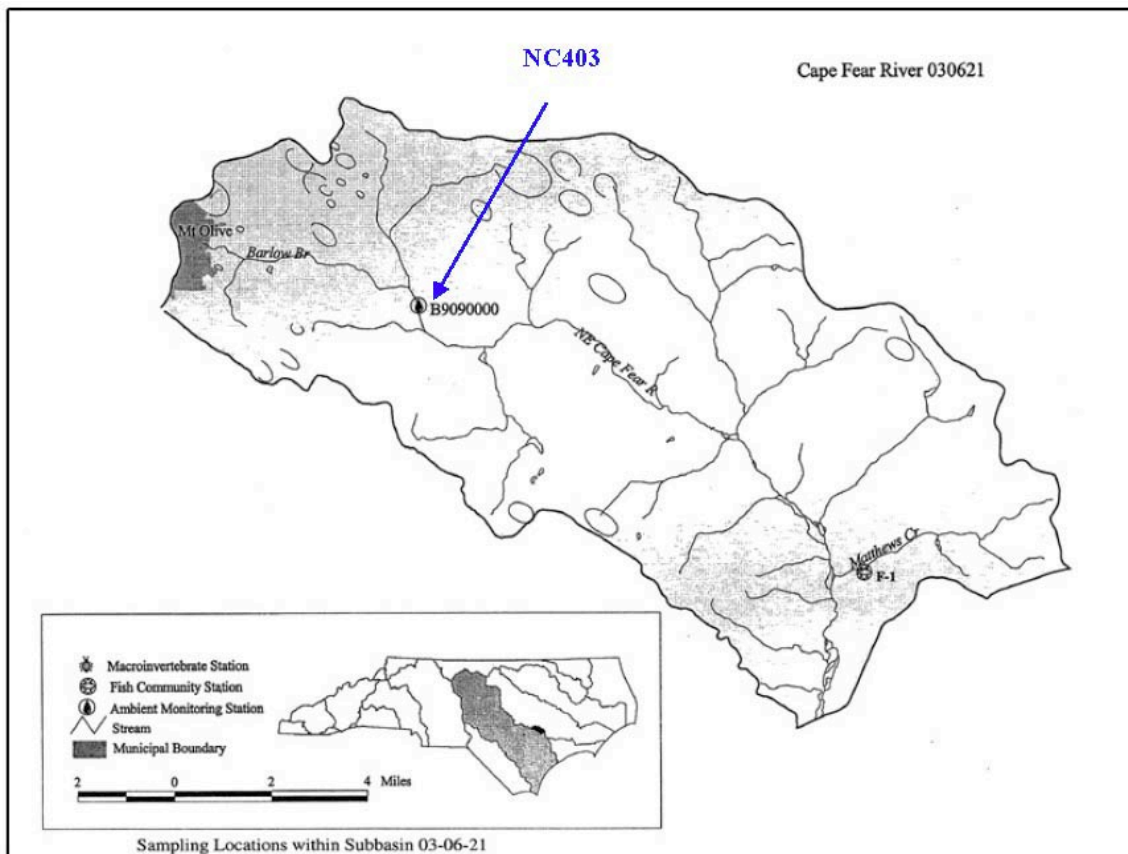 NC403
Cape Fear River 030621
Mt Olive
Barlow Br
B9090000
NE Cape Fear R
Matthews Cr
F-1
Macroinvertebrate Station
Fish Community Station
Ambient Monitoring Station
Stream
Municipal Boundary
2 0 2 4 Miles
Sampling Locations within Subbasin 03-06-21